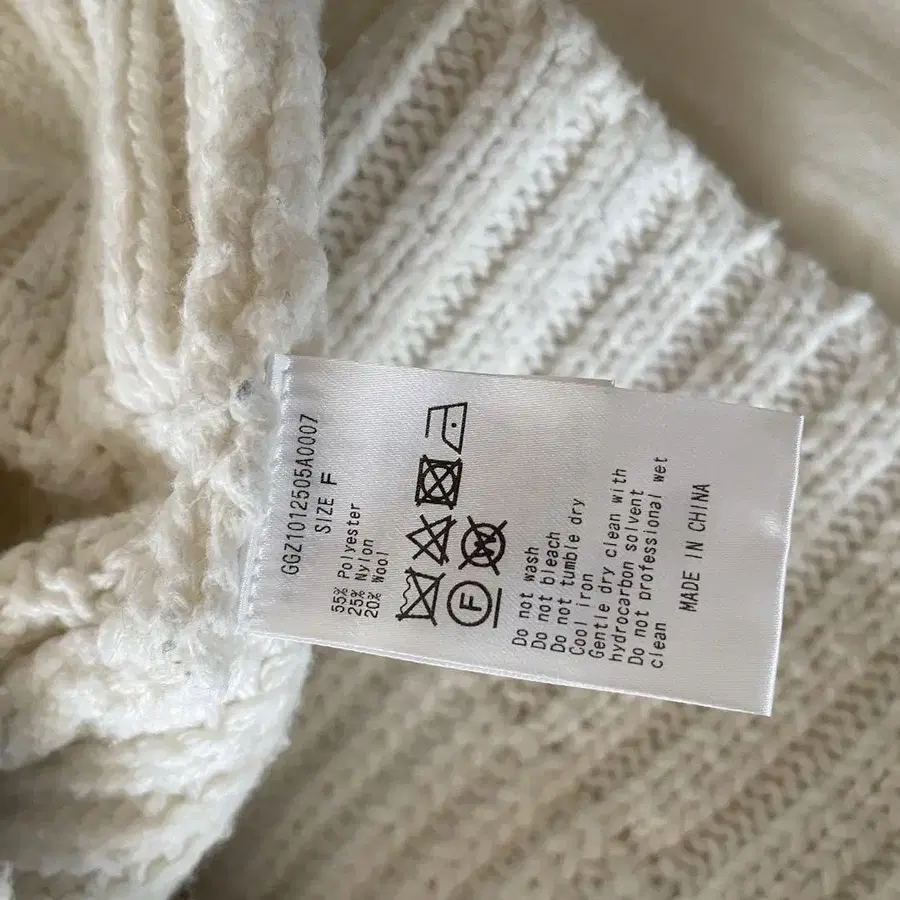 GGZ1012505A0007
SIZE F
55% Polyester
25% Nylon
20% Wool
F
Do not wash
Do not bleach
Do not tumble dry
Cool iron
Gentle dry clean with
hydrocarbon solvent
Do not professional wet
clean
MADE IN CHINA